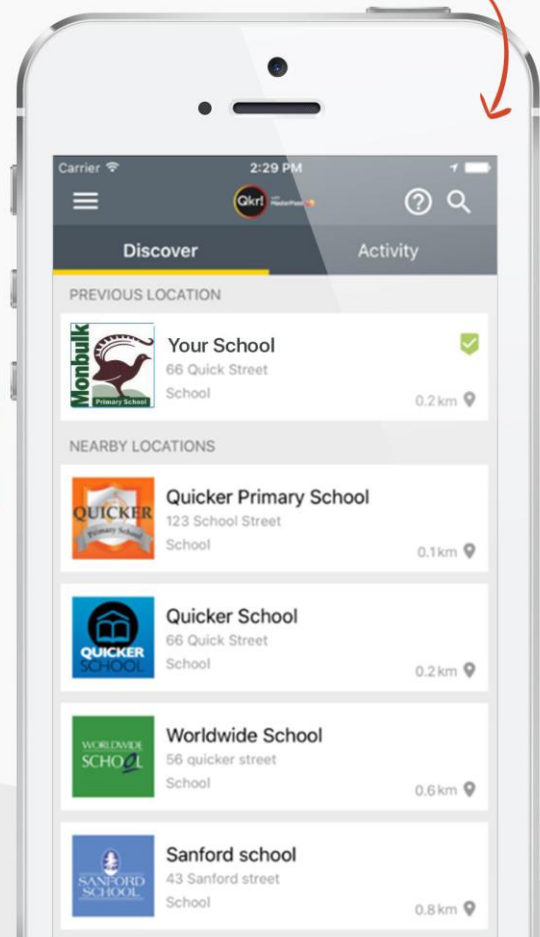 Carrier
2:29 PM
Qkr!
with
MasterPass
Discover
Activity
PREVIOUS LOCATION
Monbulk
Primary School
Your School
66 Quick Street
School
0.2 km
NEARBY LOCATIONS
QUICKER
Primary School
Quicker Primary School
123 School Street
School
0.1 km
QUICKER
SCHOOL
Quicker School
66 Quick Street
School
0.2 km
WORLDWIDE
SCHOOL
Worldwide School
56 quicker street
School
0.6 km
SANFORD
SCHOOL
Sanford school
43 Sanford street
School
0.8 km